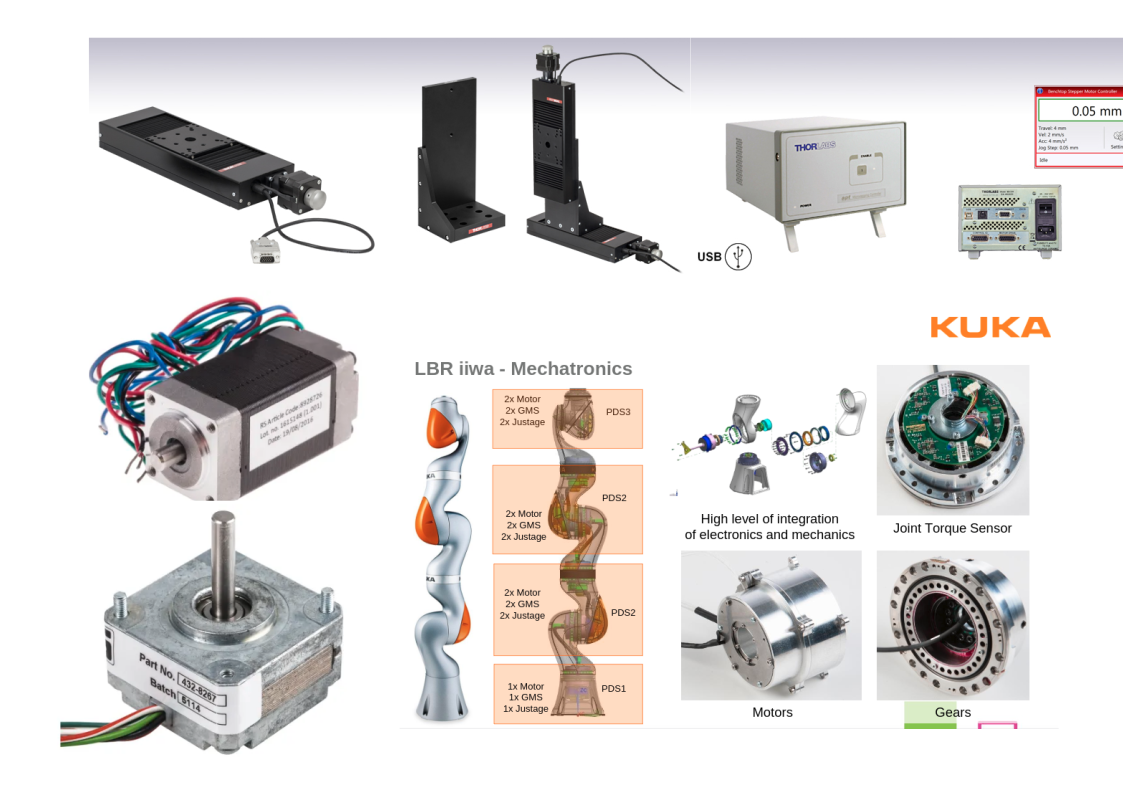 Benchtop Stepper Motor Controller
0.05 mm
Travel: 4 mm
Vel: 2 mm/s
Acc: 4 mm/s²
Jog Step: 0.05 mm
Idle
THORLABS
USB
KUKA
RS Article Code: 8928726
Lot. no. 1615148 (1.001)
Date: 19/08/2016
LBR iiwa - Mechatronics
2x Motor
2x GMS
2x Justage
PDS3
2x Motor
2x GMS
2x Justage
PDS2
2x Motor
2x GMS
2x Justage
PDS2
1x Motor
1x GMS
1x Justage
PDS1
High level of integration
of electronics and mechanics
Joint Torque Sensor
Motors
Gears
Part No. 432-8267
Batch 6114